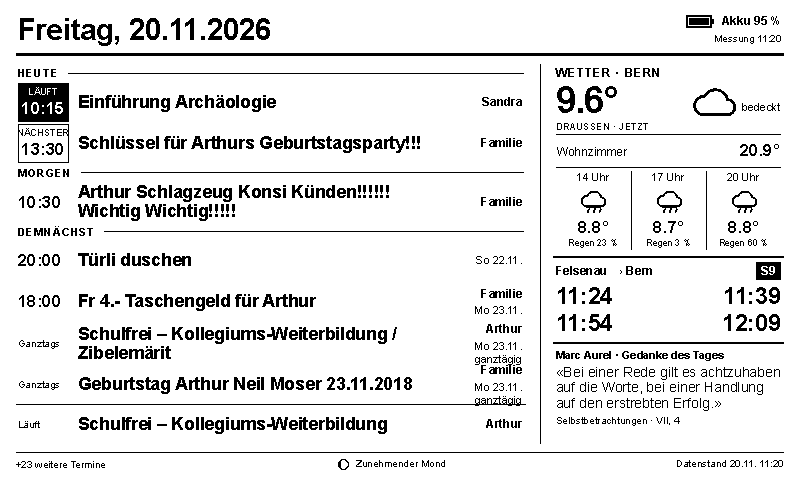 Freitag, 20.11.2026
Akku 95 %
Messung 11:20
HEUTE
LÄUFT
10:15 Einführung Archäologie Sandra
NÄCHSTER
13:30 Schlüssel für Arthurs Geburtstagsparty!!! Familie
MORGEN
10:30 Arthur Schlagzeug Konsi Künden!!!!!! Familie
Wichtig Wichtig!!!!!
DEMNÄCHST
20:00 Türli duschen So 22.11.
18:00 Fr 4.- Taschengeld für Arthur Familie
Mo 23.11.
Ganztags Schulfrei – Kollegiums-Weiterbildung / Arthur
Zibelemärit Mo 23.11.
ganztägig
Ganztags Geburtstag Arthur Neil Moser 23.11.2018 Familie
Mo 23.11.
ganztägig
Läuft Schulfrei – Kollegiums-Weiterbildung Arthur
WETTER · BERN
9.6° bedeckt
DRAUSSEN · JETZT
Wohnzimmer 20.9°
14 Uhr 17 Uhr 20 Uhr
8.8° 8.7° 8.8°
Regen 23 % Regen 3 % Regen 60 %
Felsenau › Bern S9
11:24 11:39
11:54 12:09
Marc Aurel · Gedanke des Tages
«Bei einer Rede gilt es achtzuhaben
auf die Worte, bei einer Handlung
auf den erstrebten Erfolg.»
Selbstbetrachtungen · VII, 4
+23 weitere Termine
Zunehmender Mond
Datenstand 20.11. 11:20